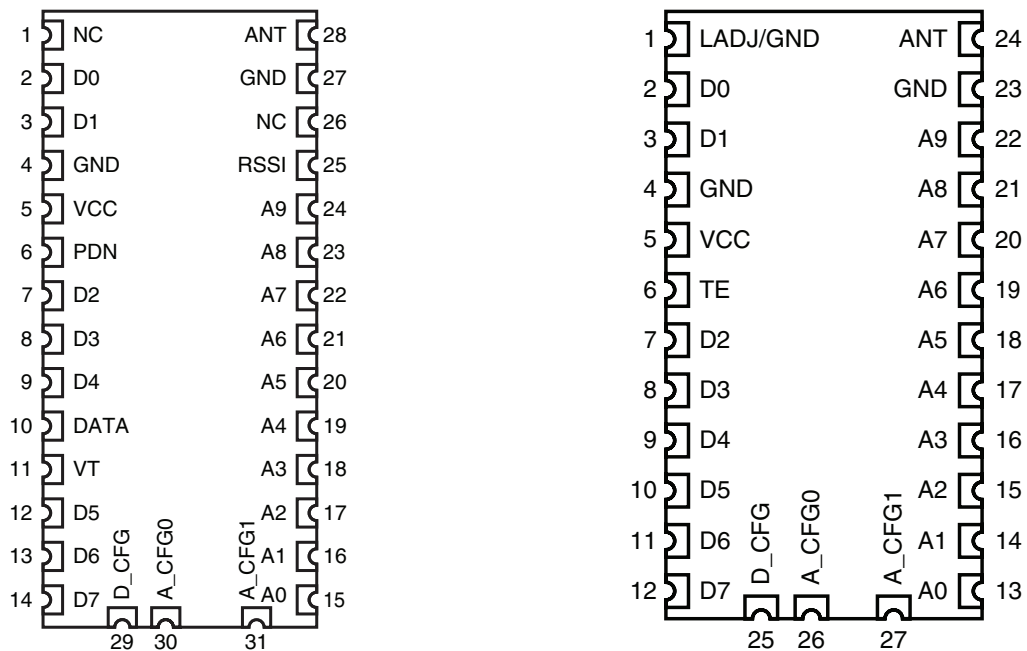 1 NC ANT 28
2 D0 GND 27
3 D1 NC 26
4 GND RSSI 25
5 VCC A9 24
6 PDN A8 23
7 D2 A7 22
8 D3 A6 21
9 D4 A5 20
10 DATA A4 19
11 VT A3 18
12 D5 A2 17
13 D6 A1 16
14 D7 A0 15
D_CFG A_CFG0 A_CFG1
29 30 31
1 LADJ/GND ANT 24
2 D0 GND 23
3 D1 A9 22
4 GND A8 21
5 VCC A7 20
6 TE A6 19
7 D2 A5 18
8 D3 A4 17
9 D4 A3 16
10 D5 A2 15
11 D6 A1 14
12 D7 A0 13
D_CFG A_CFG0 A_CFG1
25 26 27